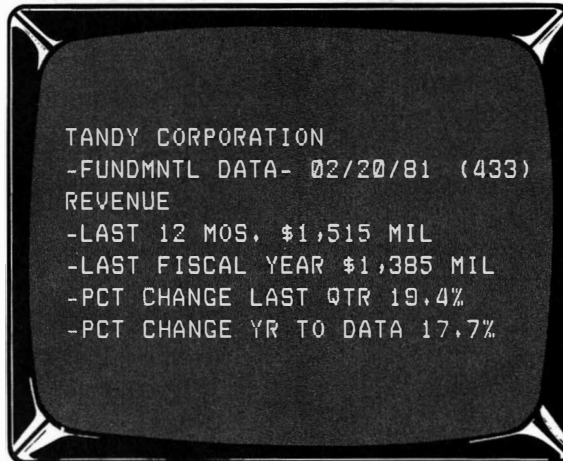 TANDY CORPORATION
-FUNDMNTL DATA- 02/20/81 (433)
REVENUE
-LAST 12 MOS. $1,515 MIL
-LAST FISCAL YEAR $1,385 MIL
-PCT CHANGE LAST QTR 19.4%
-PCT CHANGE YR TO DATA 17.7%